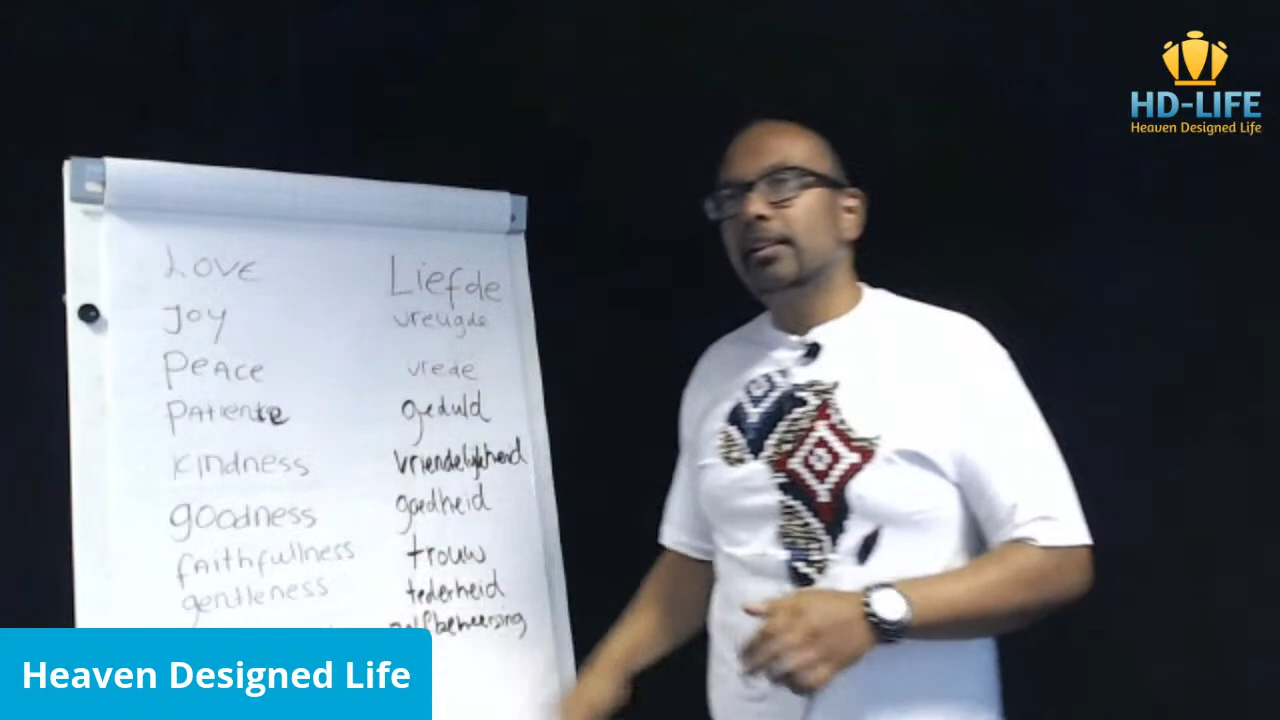 HD-LIFE
Heaven Designed Life
Love Liefde
Joy vreugde
Peace vrede
Patience geduld
kindness vriendelijkheid
goodness goedheid
faithfullness trouw
gentleness tederheid
zelfbeheersing
Heaven Designed Life